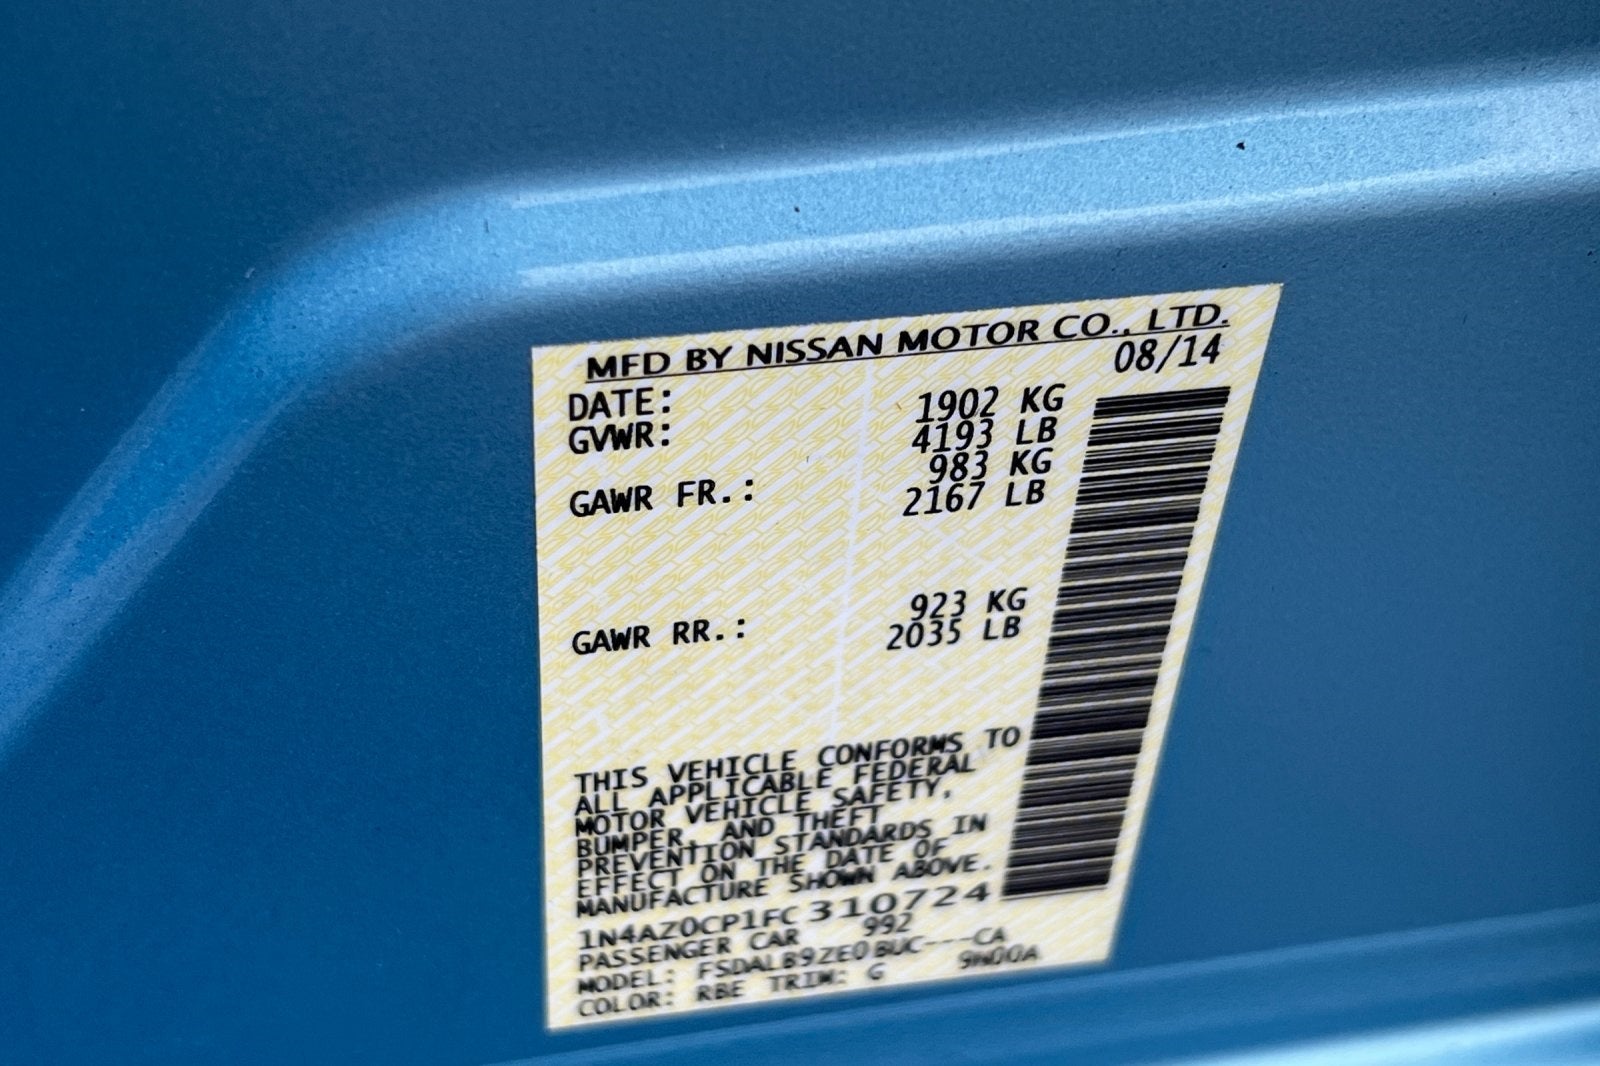 MFD BY NISSAN MOTOR CO., LTD.
DATE: 08/14
GVWR: 1902 KG
4193 LB
GAWR FR.: 983 KG
2167 LB
GAWR RR.: 923 KG
2035 LB
THIS VEHICLE CONFORMS TO
ALL APPLICABLE FEDERAL
MOTOR VEHICLE SAFETY,
BUMPER, AND THEFT
PREVENTION STANDARDS IN
EFFECT ON THE DATE OF
MANUFACTURE SHOWN ABOVE.
1N4AZ0CP1FC310724
PASSENGER CAR 992
MODEL: FSDALB9ZE0BUC---CA
COLOR: RBE TRIM: G 9N00A